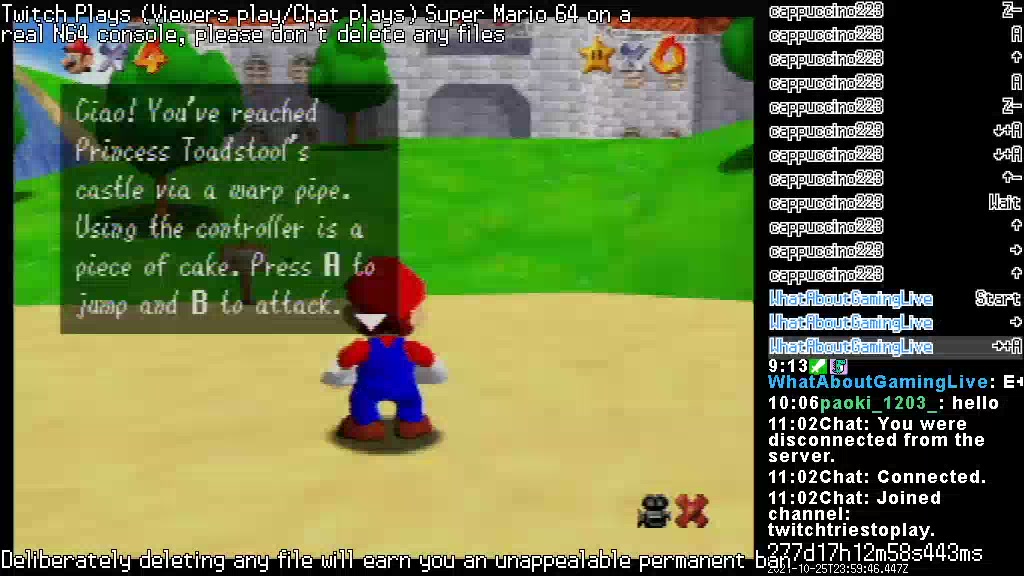 Twitch Plays (Viewers play/Chat plays) Super Mario 64 on a
real N64 console, please don't delete any files
4
6
Ciao! You've reached
Princess Toadstool's
castle via a warp pipe.
Using the controller is a
piece of cake. Press A to
jump and B to attack.
Deliberately deleting any file will earn you an unappealable permanent ban.
cappuccino223 Z-
cappuccino223 A
cappuccino223 ↑
cappuccino223 A
cappuccino223 Z-
cappuccino223 ↓+A
cappuccino223 ↓+A
cappuccino223 ↑-
cappuccino223 Wait
cappuccino223 ↑
cappuccino223 →
cappuccino223 ↑
WhatAboutGamingLive Start
WhatAboutGamingLive →
WhatAboutGamingLive →+A
9:13
WhatAboutGamingLive: E+
10:06paoki_1203_: hello
11:02Chat: You were
disconnected from the
server.
11:02Chat: Connected.
11:02Chat: Joined
channel:
twitchtriestoplay.
277d17h12m58s443ms
2021-10-25T23:59:46.447Z